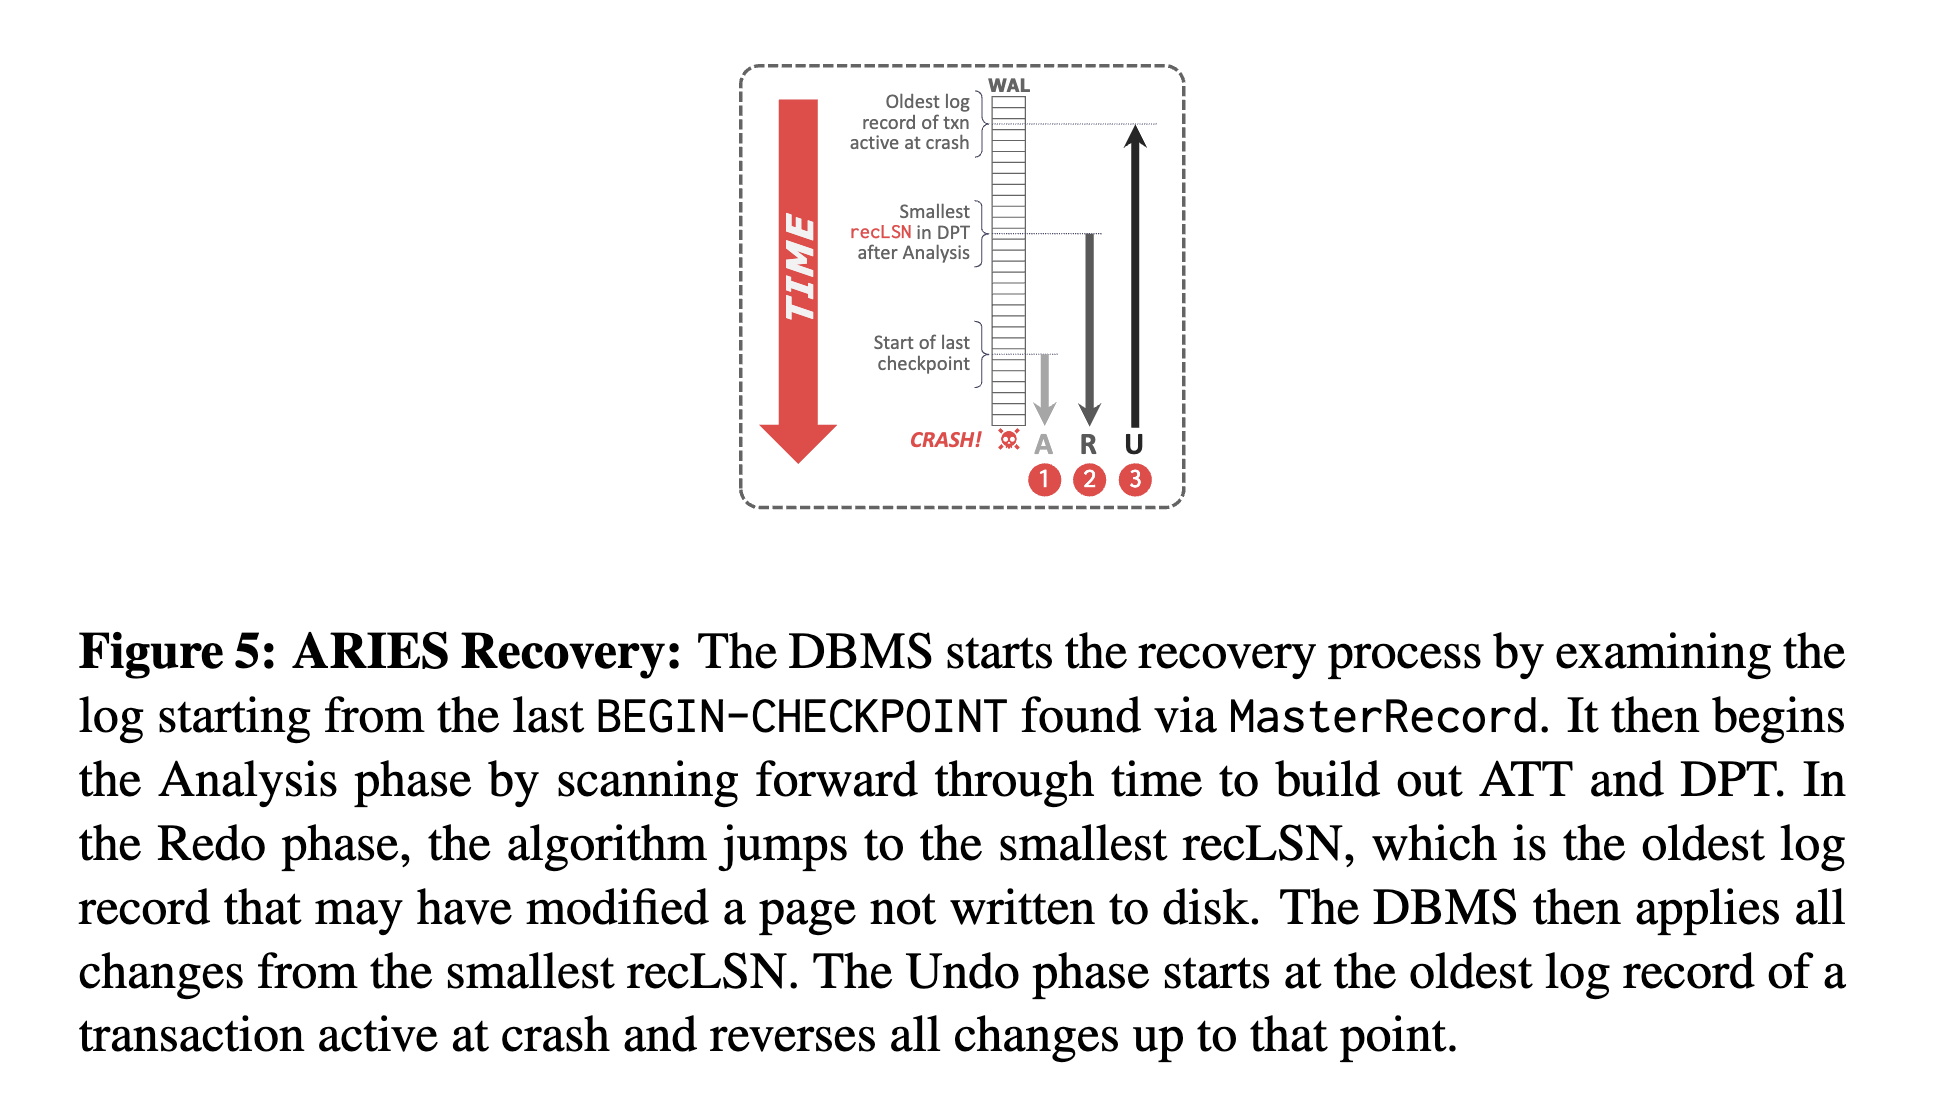 WAL
Oldest log
record of txn
active at crash
Smallest
recLSN in DPT
after Analysis
TIME
Start of last
checkpoint
CRASH! A R U
1 2 3
Figure 5: ARIES Recovery: The DBMS starts the recovery process by examining the
log starting from the last BEGIN-CHECKPOINT found via MasterRecord. It then begins
the Analysis phase by scanning forward through time to build out ATT and DPT. In
the Redo phase, the algorithm jumps to the smallest recLSN, which is the oldest log
record that may have modified a page not written to disk. The DBMS then applies all
changes from the smallest recLSN. The Undo phase starts at the oldest log record of a
transaction active at crash and reverses all changes up to that point.